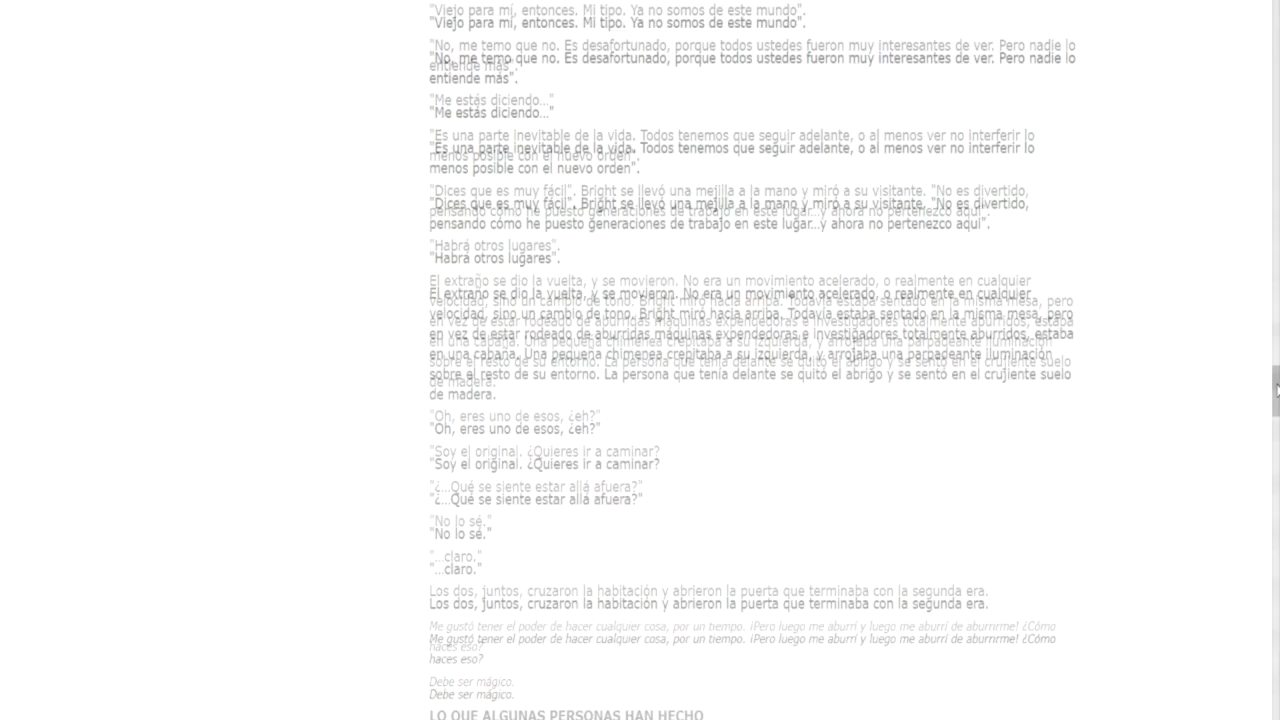 "Viejo para mí, entonces. Mi tipo. Ya no somos de este mundo".
"No, me temo que no. Es desafortunado, porque todos ustedes fueron muy interesantes de ver. Pero nadie lo
entiende más".
"Me estás diciendo..."
"Es una parte inevitable de la vida. Todos tenemos que seguir adelante, o al menos ver no interferir lo
menos posible con el nuevo orden".
"Dices que es muy fácil". Bright se llevó una mejilla a la mano y miró a su visitante. "No es divertido,
pensando cómo he puesto generaciones de trabajo en este lugar...y ahora no pertenezco aquí".
"Habrá otros lugares".
El extraño se dio la vuelta, y se movieron. No era un movimiento acelerado, o realmente en cualquier
velocidad, sino un cambio de tono. Bright miró hacia arriba. Todavía estaba sentado en la misma mesa, pero
en vez de estar rodeado de aburridas máquinas expendedoras e investigadores totalmente aburridos, estaba
en una cabaña. Una pequeña chimenea crepitaba a su izquierda, y arrojaba una parpadeante iluminación
sobre el resto de su entorno. La persona que tenía delante se quitó el abrigo y se sentó en el crujiente suelo
de madera.
"Oh, eres uno de esos, ¿eh?"
"Soy el original. ¿Quieres ir a caminar?
"¿...Qué se siente estar allá afuera?"
"No lo sé."
"...claro."
Los dos, juntos, cruzaron la habitación y abrieron la puerta que terminaba con la segunda era.
Me gustó tener el poder de hacer cualquier cosa, por un tiempo. ¡Pero luego me aburrí y luego me aburrí de aburrirme! ¿Cómo
haces eso?
Debe ser mágico.
LO QUE ALGUNAS PERSONAS HAN HECHO